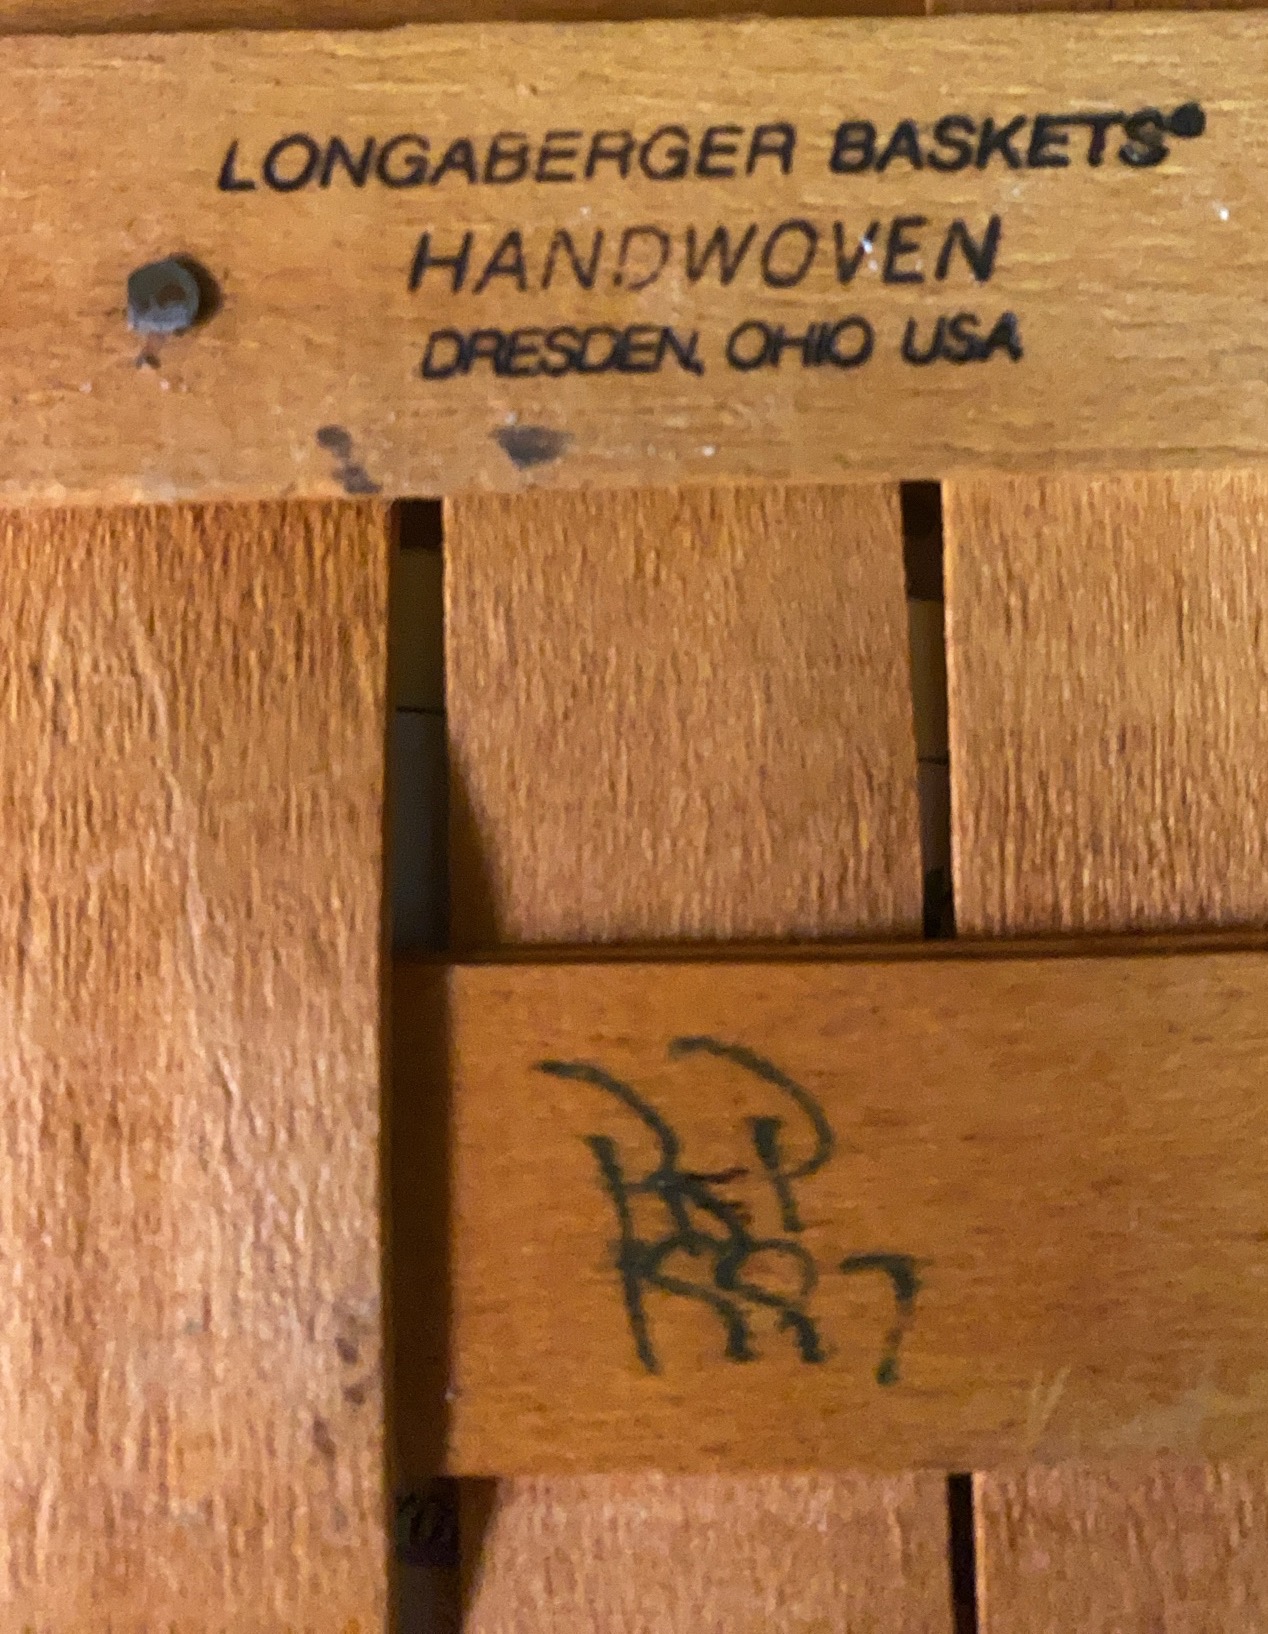 LONGABERGER BASKETS®
HANDWOVEN
DRESDEN, OHIO USA